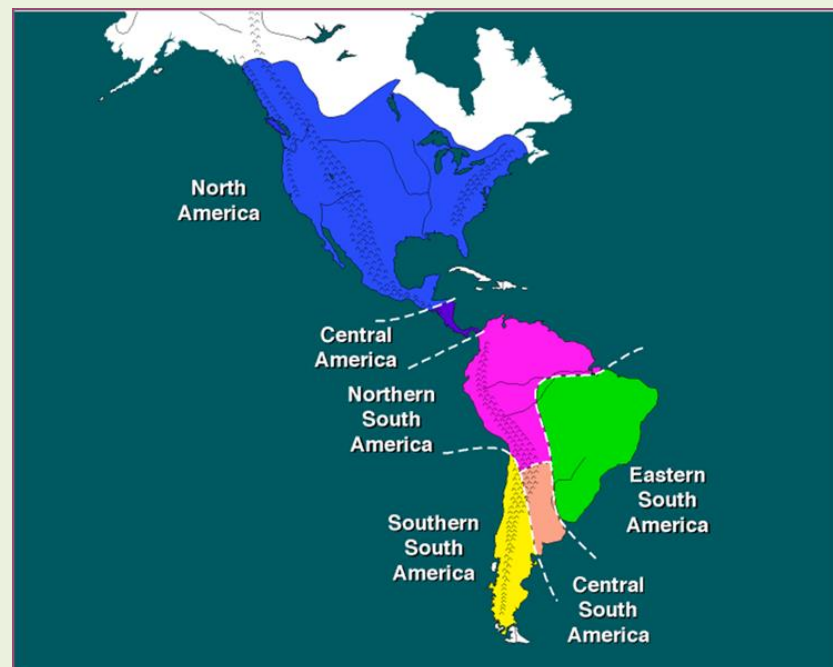 North
America
Central
America
Northern
South
America
Eastern
South
America
Southern
South
America
Central
South
America